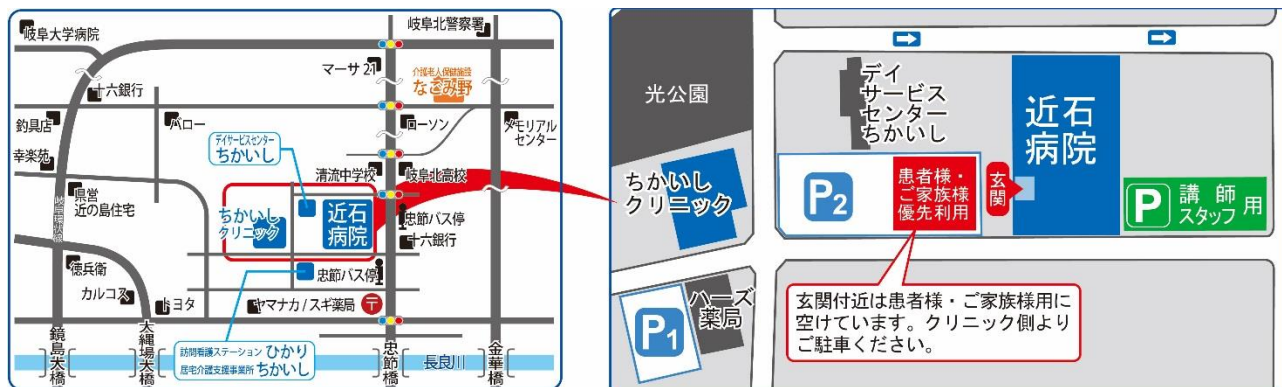 岐阜北警察署
岐阜大学病院
マーサ21
介護老人保健施設
なごみ野
十六銀行
釣具店
バロー
デイサービスセンター
ちかいし
ローソン
メモリアル
センター
幸楽苑
清流中学校
岐阜北高校
県営
近の島住宅
岐阜環状線
ちかいし
クリニック
近石
病院
忠節バス停
十六銀行
徳兵衛
忠節バス停
カルコス
トヨタ
ヤマナカ/スギ薬局
〒
訪問看護ステーション ひかり
居宅介護支援事業所 ちかいし
鏡島大橋
大縄場大橋
忠節橋
長良川
金華橋
光公園
デイ
サービス
センター
ちかいし
近石
病院
ちかいし
クリニック
P2
患者様・
ご家族様
優先利用
玄関
P 講師
スタッフ 用
P1
ハーズ
薬局
玄関付近は患者様・ご家族様用に
空けています。クリニック側より
ご駐車ください。